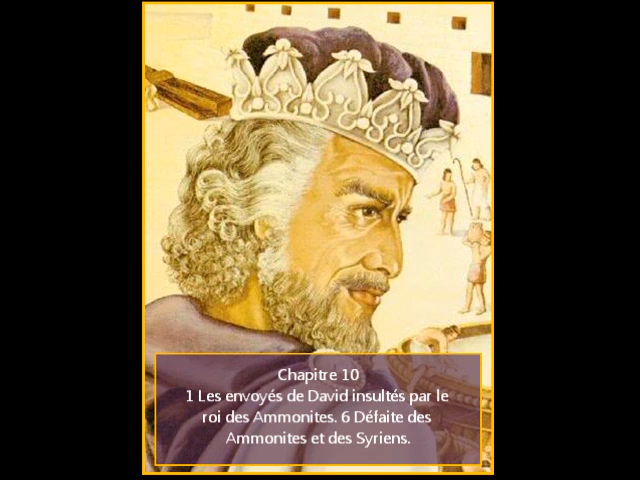 Chapitre 10
1 Les envoyés de David insultés par le
roi des Ammonites. 6 Défaite des
Ammonites et des Syriens.